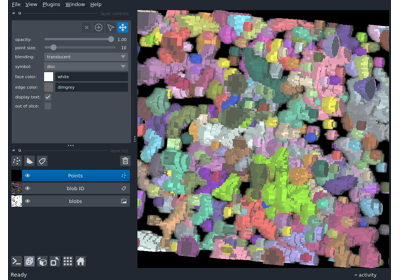 File View Plugins Window Help
opacity: 1.00
point size: 10
blending: translucent
symbol: disc
face color: white
edge color: dimgrey
display text:
out of slice:
Points
blob ID
blobs
Ready
activity